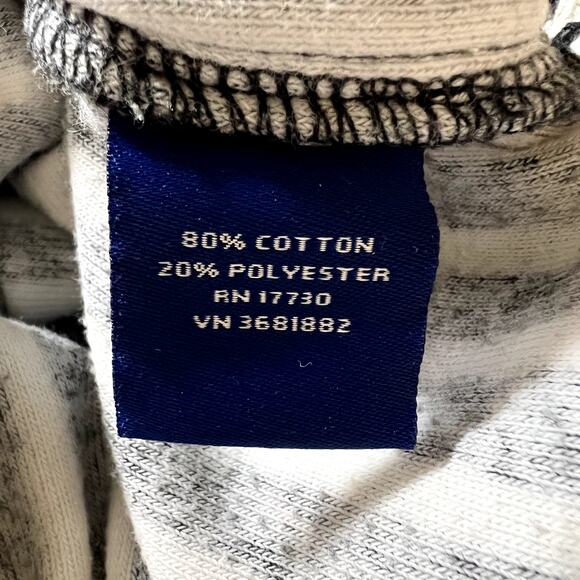 80% COTTON
20% POLYESTER
RN 17730
VN 3681882